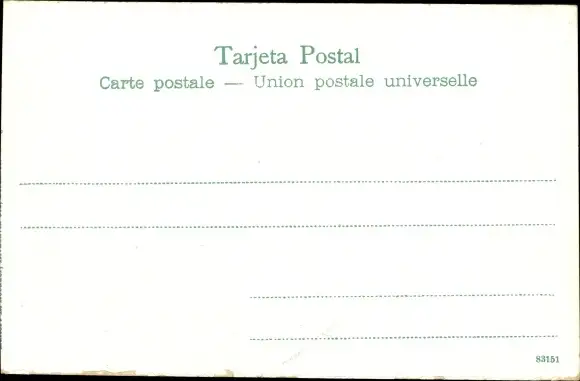 Tarjeta Postal
Carte postale — Union postale universelle
83151